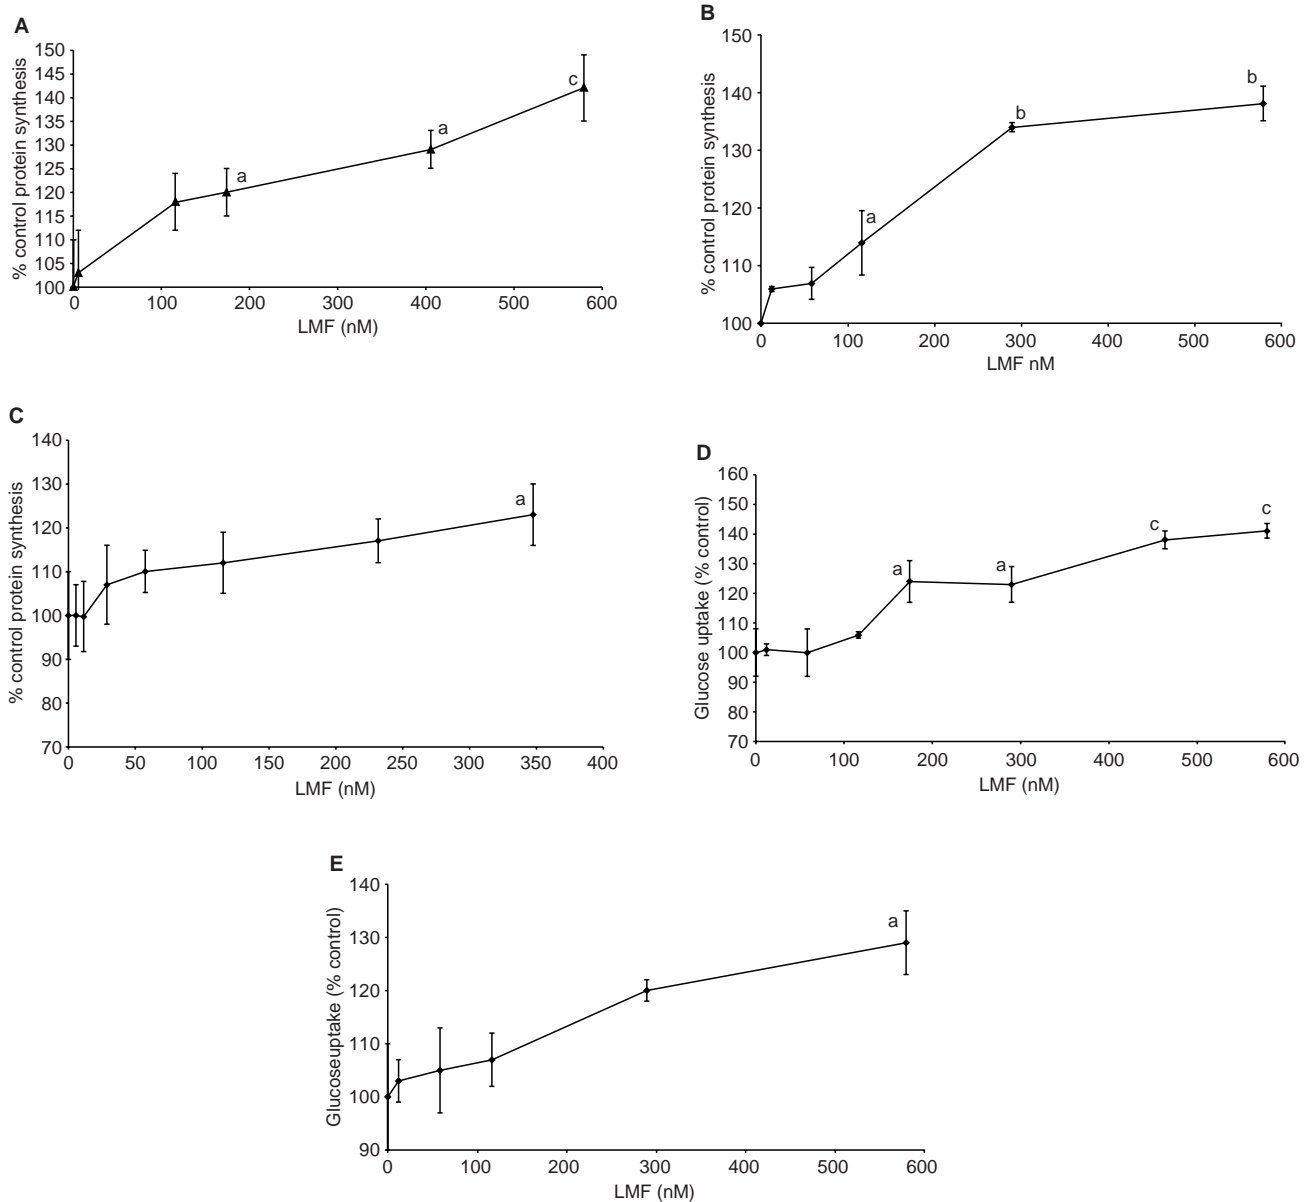 A
150
145
140
135
130
125
120
115
110
105
100
% control protein synthesis
c
a
a
0 100 200 300 400 500 600
LMF (nM)
B
150
140
130
120
110
100
% control protein synthesis
b
b
a
0 100 200 300 400 500 600
LMF nM
C
140
130
120
110
100
90
80
70
% control protein synthesis
a
0 50 100 150 200 250 300 350 400
LMF (nM)
D
160
150
140
130
120
110
100
90
80
70
Glucose uptake (% control)
c
c
a
a
0 100 200 300 400 500 600
LMF (nM)
E
140
130
120
110
100
90
Glucoseuptake (% control)
a
0 100 200 300 400 500 600
LMF (nM)